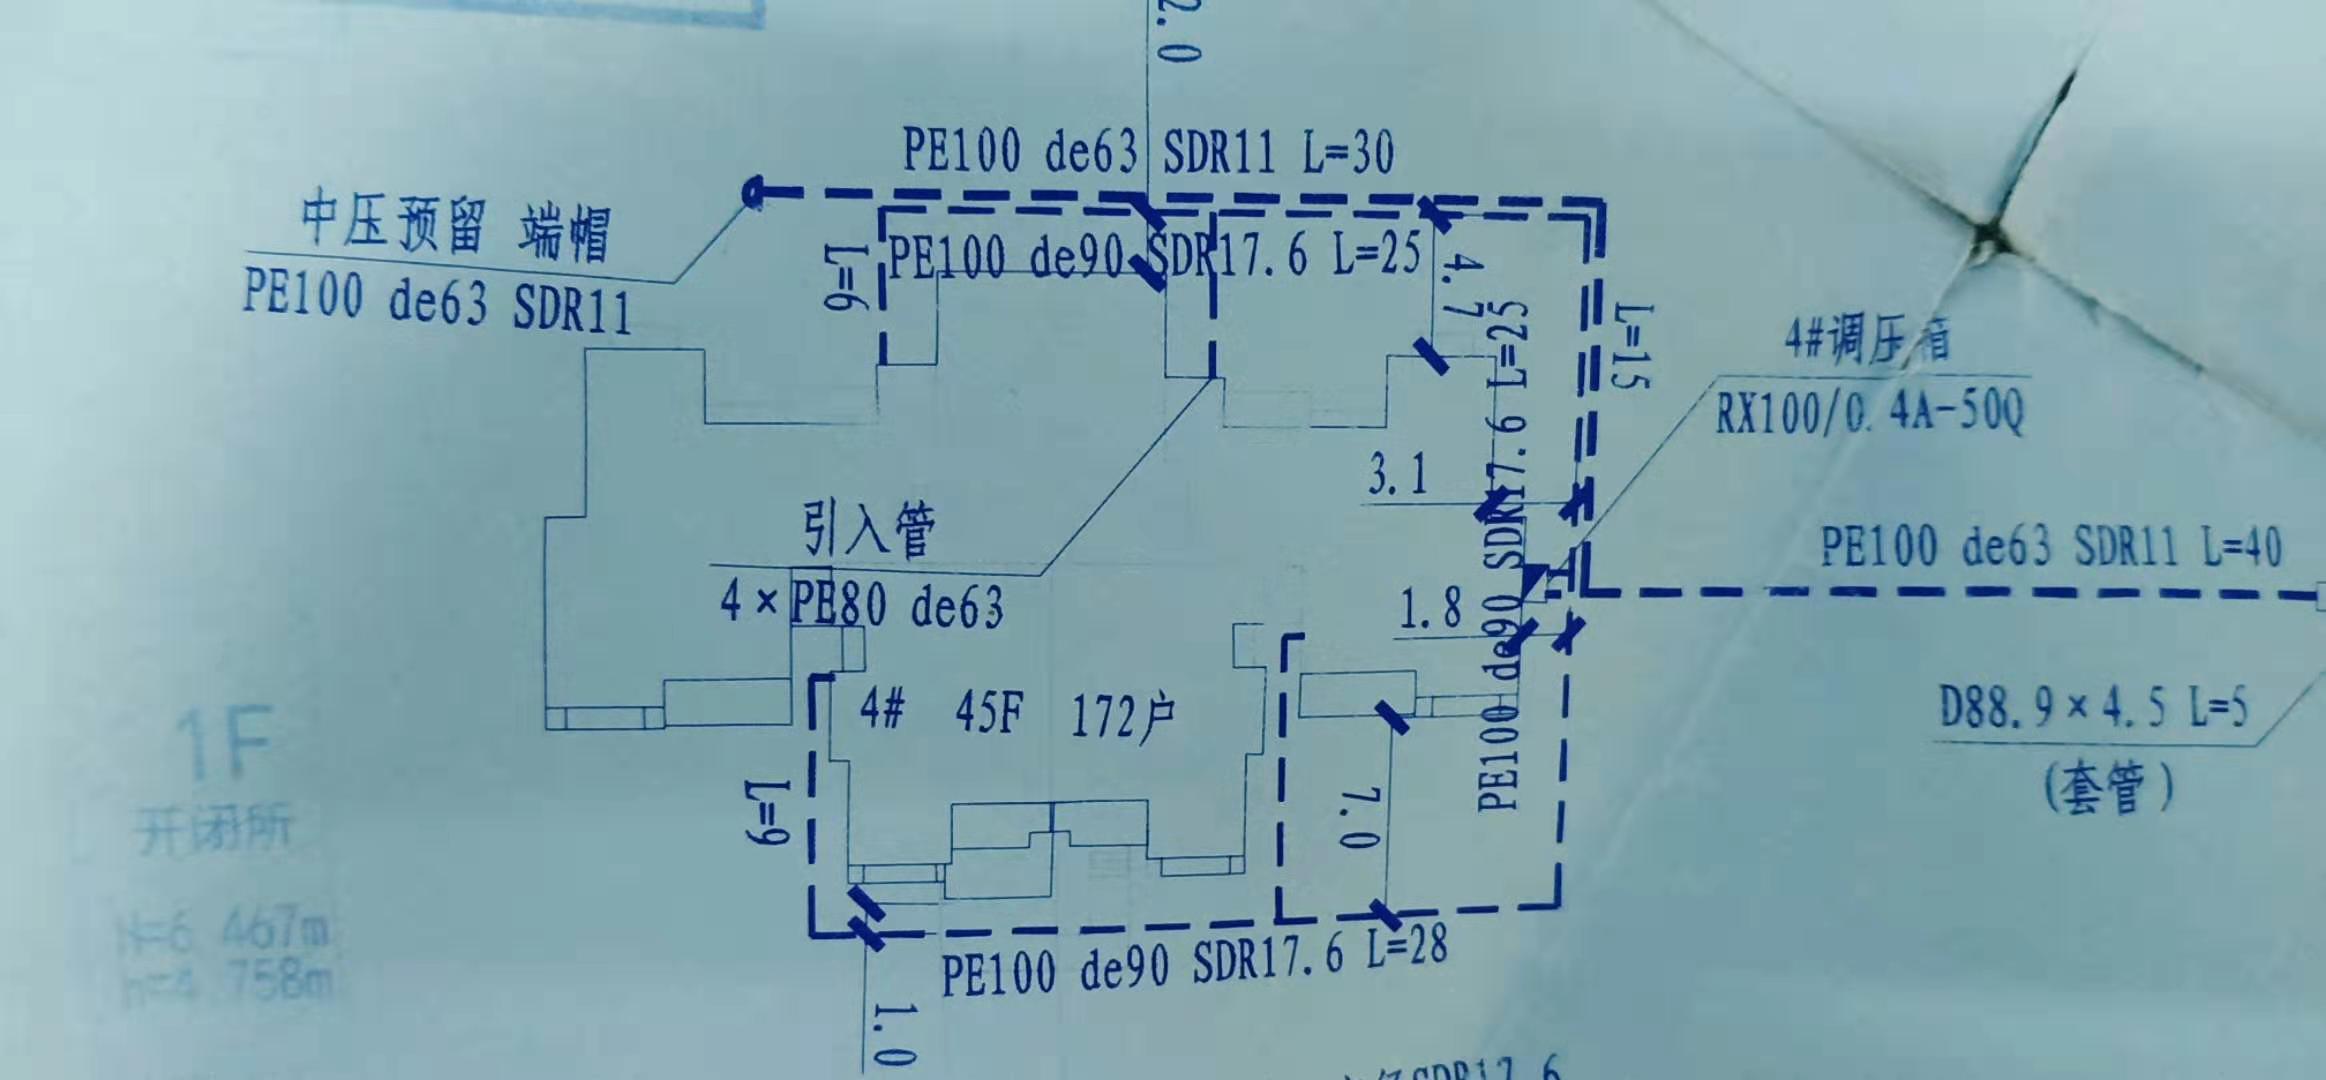 2.0
PE100 de63 SDR11 L=30
中压预留 端帽
PE100 de63 SDR11
L=6
PE100 de90 SDR17.6 L=25
4.7
L=15
4#调压箱
RX100/0.4A-50Q
PE100 de90 SDR17.6 L=25
3.1
引入管
4×PE80 de63
1.8
PE100 de63 SDR11 L=40
D88.9×4.5 L=5
(套管)
4# 45F 172户
1F
开闭所
H=6.467m
h=4.758m
L=9
7.0
PE100 de90 SDR17.6 L=28
1.0